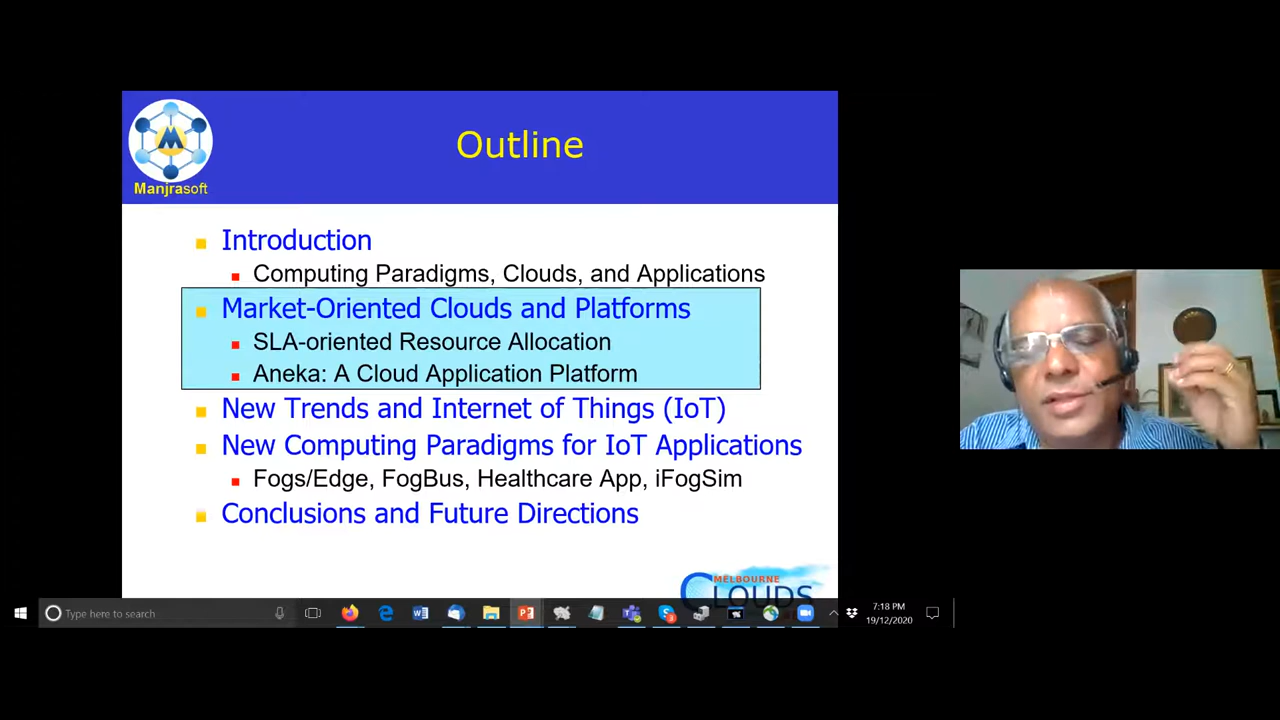 Outline
M
Manjrasoft
Introduction
Computing Paradigms, Clouds, and Applications
Market-Oriented Clouds and Platforms
SLA-oriented Resource Allocation
Aneka: A Cloud Application Platform
New Trends and Internet of Things (IoT)
New Computing Paradigms for IoT Applications
Fogs/Edge, FogBus, Healthcare App, iFogSim
Conclusions and Future Directions
MELBOURNE
CLOUDS
Type here to search
7:18 PM
19/12/2020